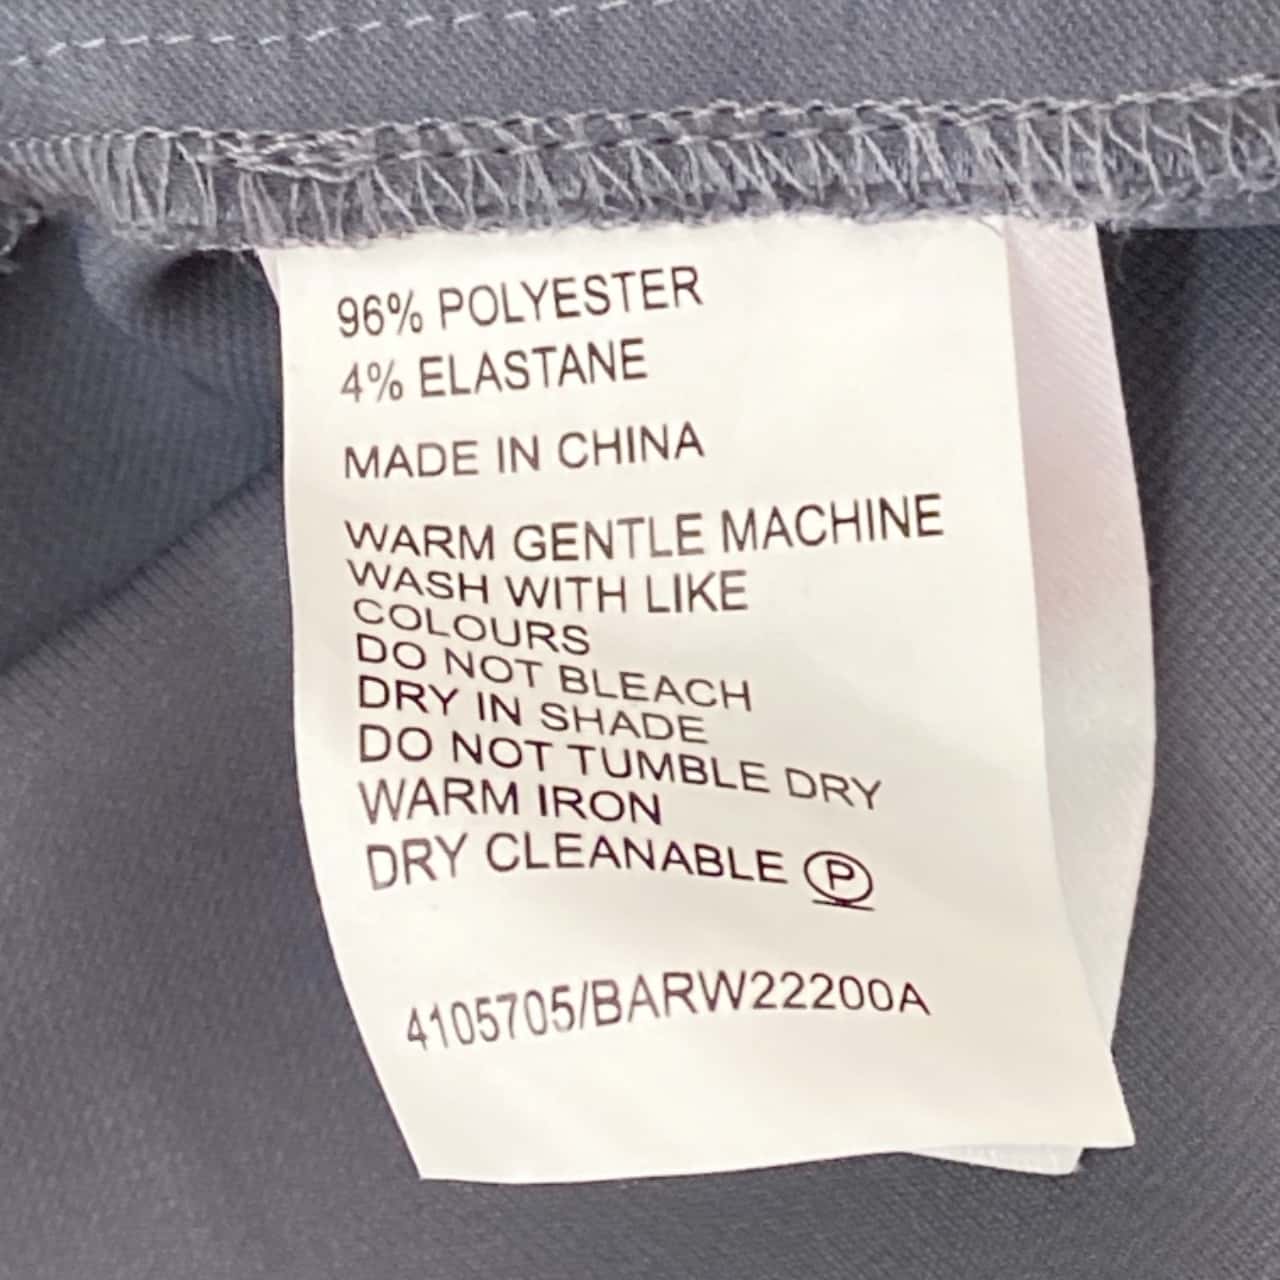 96% POLYESTER
4% ELASTANE
MADE IN CHINA
WARM GENTLE MACHINE
WASH WITH LIKE
COLOURS
DO NOT BLEACH
DRY IN SHADE
DO NOT TUMBLE DRY
WARM IRON
DRY CLEANABLE Ⓟ
4105705/BARW22200A